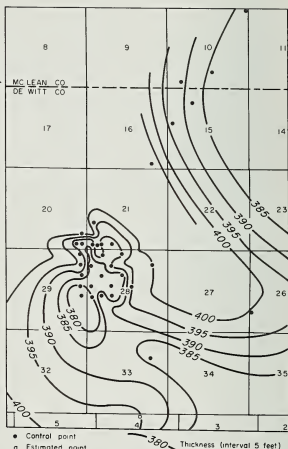 8 9 10 11
MC LEAN CO
DE WITT CO
17 16 15 14
385
390
395
400
20 21 22 23
29 28 27 26
380
385
390
395
400
395
390
385
32 33 34 35
400
5 4 3 2
380
• Control point
Estimated point
Thickness (interval 5 feet)